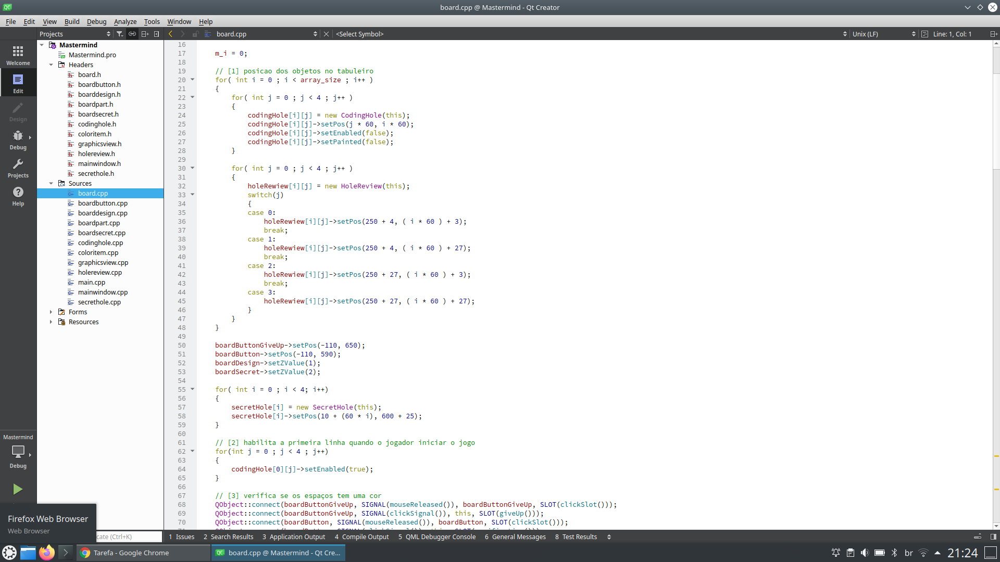 board.cpp @ Mastermind - Qt Creator
File Edit View Build Debug Analyze Tools Window Help
Projects board.cpp <Select Symbol> Unix (LF) Line: 1, Col: 1
Welcome
Edit
Design
Debug
Projects
Help
Mastermind
Debug
Mastermind
Mastermind.pro
Headers
board.h
boardbutton.h
boarddesign.h
boardpart.h
boardsecret.h
codinghole.h
coloritem.h
graphicsview.h
holereview.h
mainwindow.h
secrethole.h
Sources
board.cpp
boardbutton.cpp
boarddesign.cpp
boardpart.cpp
boardsecret.cpp
codinghole.cpp
coloritem.cpp
graphicsview.cpp
holereview.cpp
main.cpp
mainwindow.cpp
secrethole.cpp
Forms
Resources
16
17 m_i = 0;
18
19 // [1] posicao dos objetos no tabuleiro
20 for( int i = 0 ; i < array_size ; i++ )
21 {
22 for( int j = 0 ; j < 4 ; j++ )
23 {
24 codingHole[i][j] = new CodingHole(this);
25 codingHole[i][j]->setPos(j * 60, i * 60);
26 codingHole[i][j]->setEnabled(false);
27 codingHole[i][j]->setPainted(false);
28 }
29
30 for( int j = 0 ; j < 4 ; j++ )
31 {
32 holeRewiew[i][j] = new HoleReview(this);
33 switch(j)
34 {
35 case 0:
36 holeRewiew[i][j]->setPos(250 + 4, ( i * 60 ) + 3);
37 break;
38 case 1:
39 holeRewiew[i][j]->setPos(250 + 4, ( i * 60 ) + 27);
40 break;
41 case 2:
42 holeRewiew[i][j]->setPos(250 + 27, ( i * 60 ) + 3);
43 break;
44 case 3:
45 holeRewiew[i][j]->setPos(250 + 27, ( i * 60 ) + 27);
46 }
47 }
48 }
49
50 boardButtonGiveUp->setPos(-110, 650);
51 boardButton->setPos(-110, 590);
52 boardDesign->setZValue(1);
53 boardSecret->setZValue(2);
54
55 for( int i = 0 ; i < 4; i++)
56 {
57 secretHole[i] = new SecretHole(this);
58 secretHole[i]->setPos(10 + (60 * i), 600 + 25);
59 }
60
61 // [2] habilita a primeira linha quando o jogador iniciar o jogo
62 for(int j = 0 ; j < 4 ; j++)
63 {
64 codingHole[0][j]->setEnabled(true);
65 }
66
67 // [3] verifica se os espaços tem uma cor
68 QObject::connect(boardButtonGiveUp, SIGNAL(mouseReleased()), boardButtonGiveUp, SLOT(clickSlot()));
69 QObject::connect(boardButtonGiveUp, SIGNAL(clickSignal()), this, SLOT(giveUp()));
70 QObject::connect(boardButton, SIGNAL(mouseReleased()), boardButton, SLOT(clickSlot()));
Firefox Web Browser
Web Browser
cate (Ctrl+K) 1 Issues 2 Search Results 3 Application Output 4 Compile Output 5 QML Debugger Console 6 General Messages 8 Test Results
Tarefa - Google Chrome board.cpp @ Mastermind - Qt Cre... br 21:24